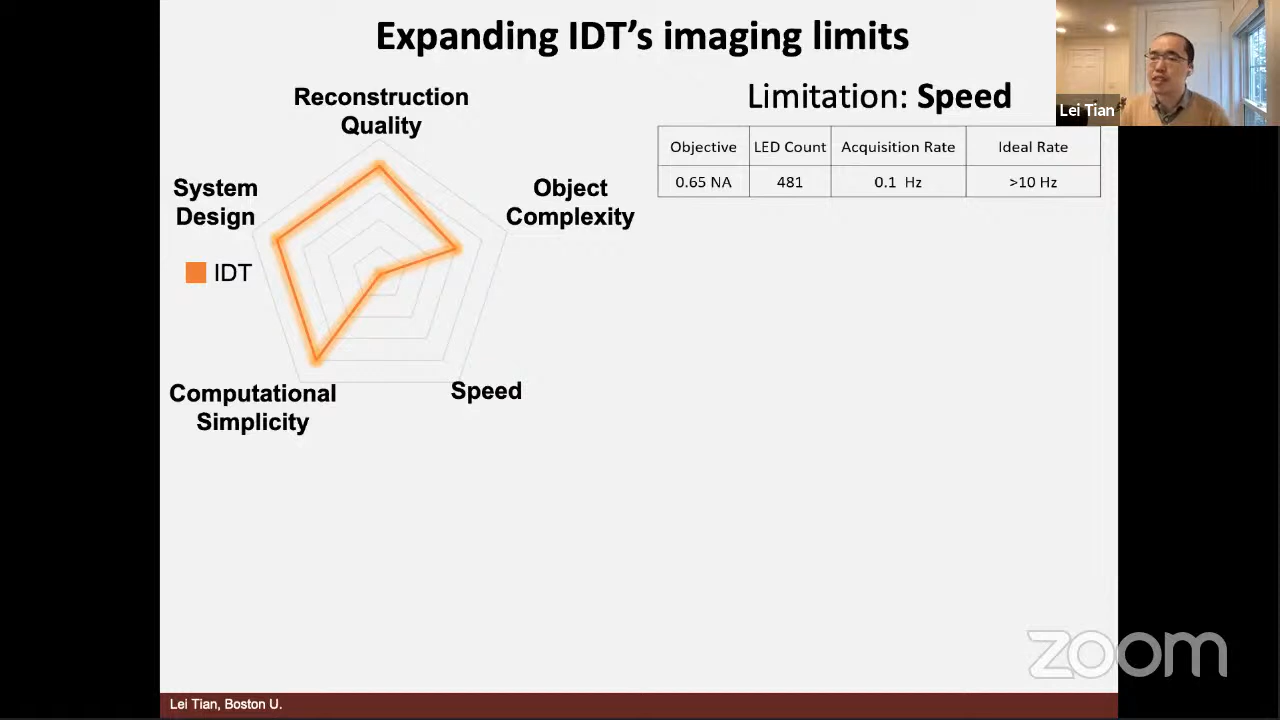 Expanding IDT's imaging limits
Lei Tian
Limitation: Speed
Objective LED Count Acquisition Rate Ideal Rate
0.65 NA 481 0.1 Hz >10 Hz
Reconstruction
Quality
System
Design
Object
Complexity
IDT
Computational
Simplicity
Speed
zoom
Lei Tian, Boston U.